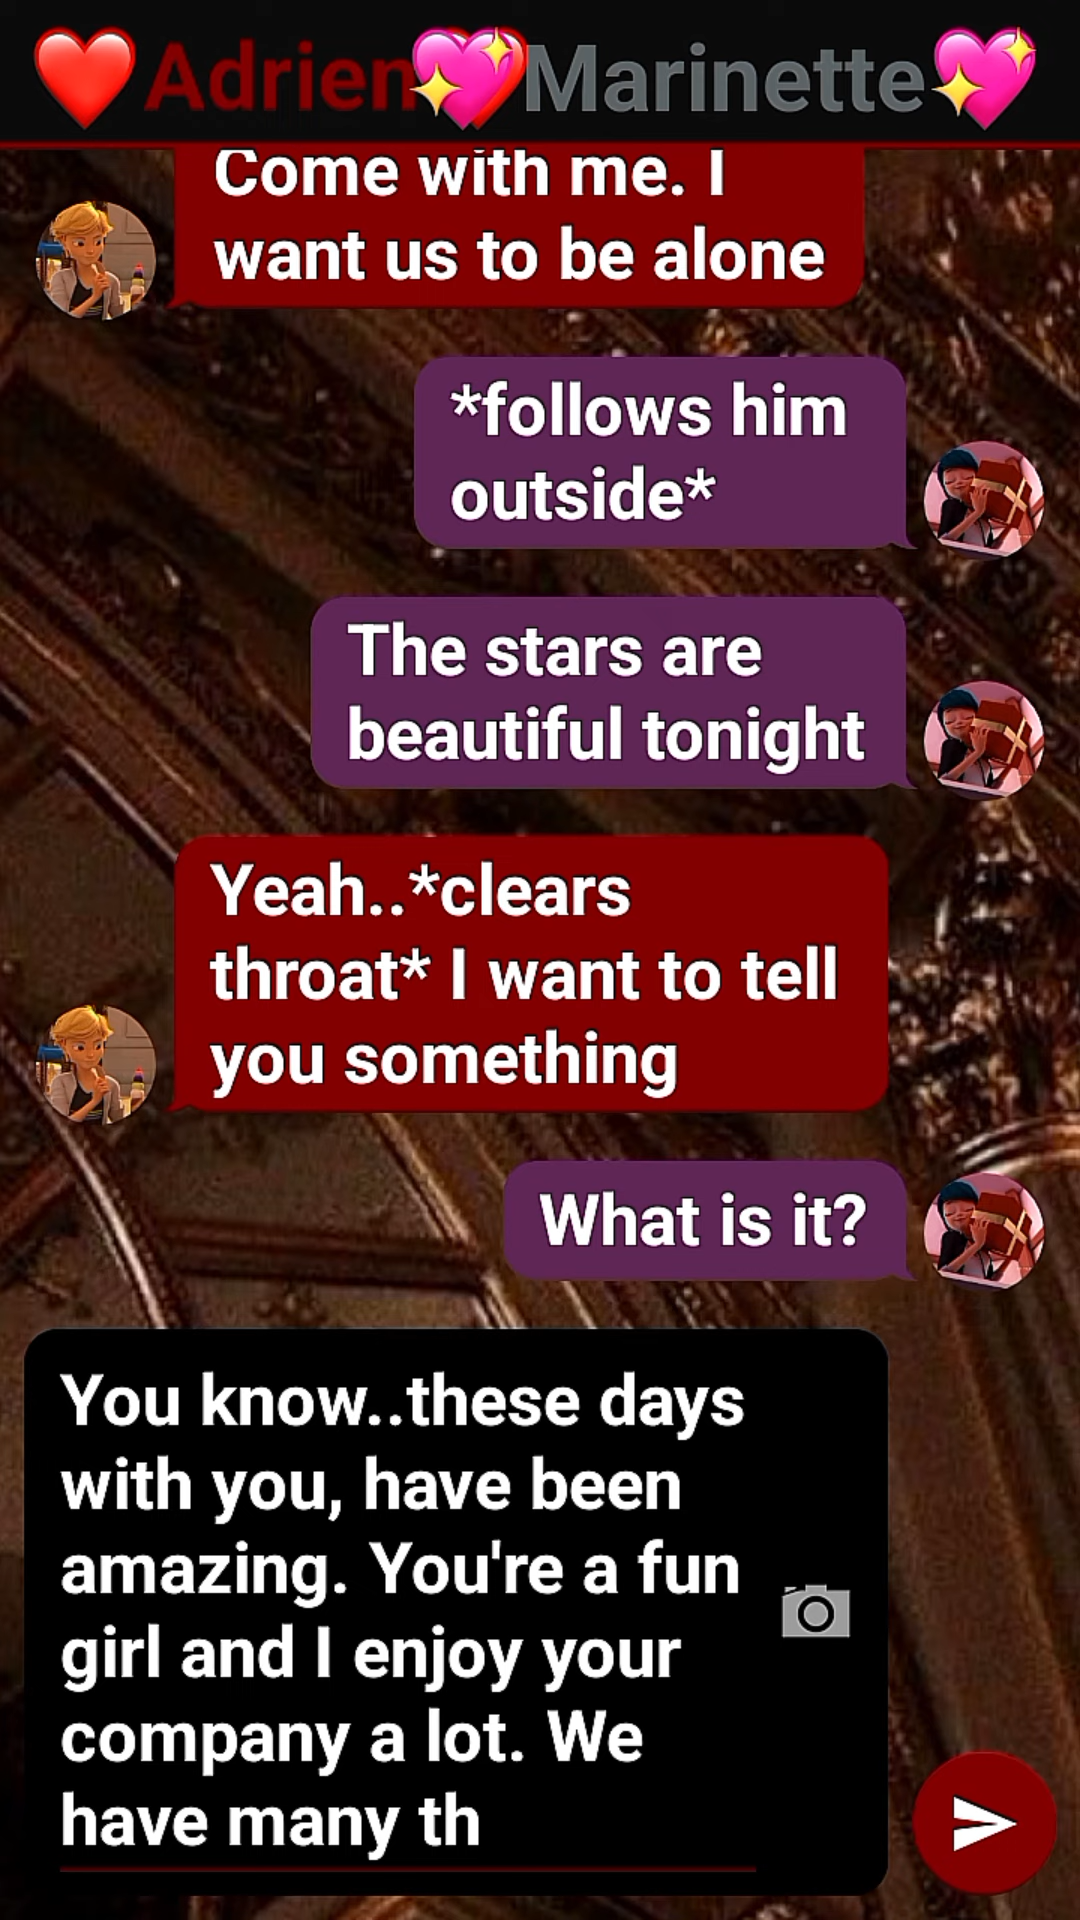 ❤️Adrien💖Marinette💖
Come with me. I
want us to be alone
*follows him
outside*
The stars are
beautiful tonight
Yeah..*clears
throat* I want to tell
you something
What is it?
You know..these days
with you, have been
amazing. You're a fun
girl and I enjoy your
company a lot. We
have many th